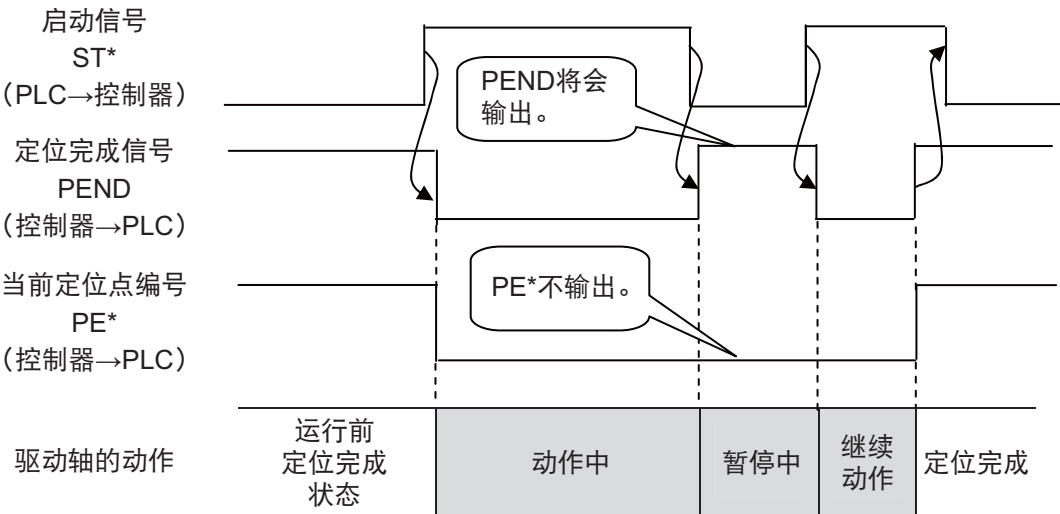 启动信号
ST*
（PLC→控制器）
PEND将会
输出。
定位完成信号
PEND
（控制器→PLC）
当前定位点编号
PE*
（控制器→PLC）
PE*不输出。
驱动轴的动作
运行前
定位完成
状态
动作中
暂停中
继续
动作
定位完成